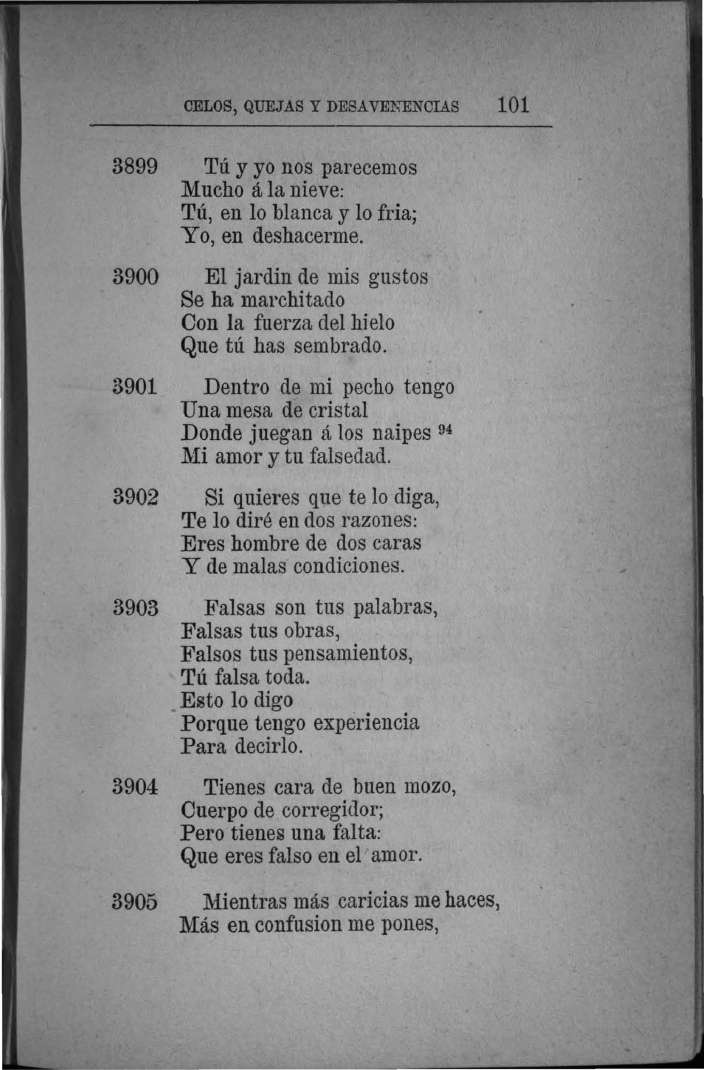 CELOS, QUEJAS Y DESAVENENCIAS 101
3899 Tú y yo nos parecemos
Mucho á la nieve:
Tú, en lo blanca y lo fria;
Yo, en deshacerme.
3900 El jardin de mis gustos
Se ha marchitado
Con la fuerza del hielo
Que tú has sembrado.
3901 Dentro de mi pecho tengo
Una mesa de cristal
Donde juegan á los naipes 94
Mi amor y tu falsedad.
3902 Si quieres que te lo diga,
Te lo diré en dos razones:
Eres hombre de dos caras
Y de malas condiciones.
3903 Falsas son tus palabras,
Falsas tus obras,
Falsos tus pensamientos,
Tú falsa toda.
Esto lo digo
Porque tengo experiencia
Para decirlo.
3904 Tienes cara de buen mozo,
Cuerpo de corregidor;
Pero tienes una falta:
Que eres falso en el amor.
3905 Mientras más caricias me haces,
Más en confusion me pones,